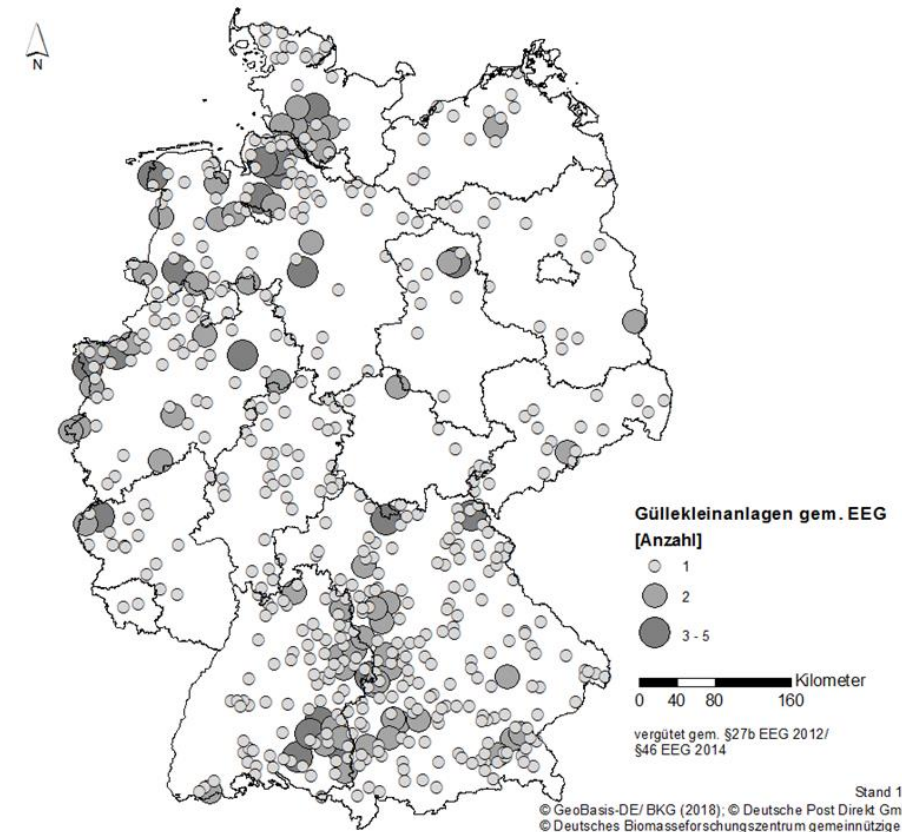 N
Güllekleinanlagen gem. EEG
[Anzahl]
1
2
3 - 5
Kilometer
0 40 80 160
vergütet gem. §27b EEG 2012/
§46 EEG 2014
Stand 1
© GeoBasis-DE/ BKG (2018); © Deutsche Post Direkt Gm
© Deutsches Biomasseforschungszentrum gemeinnützige